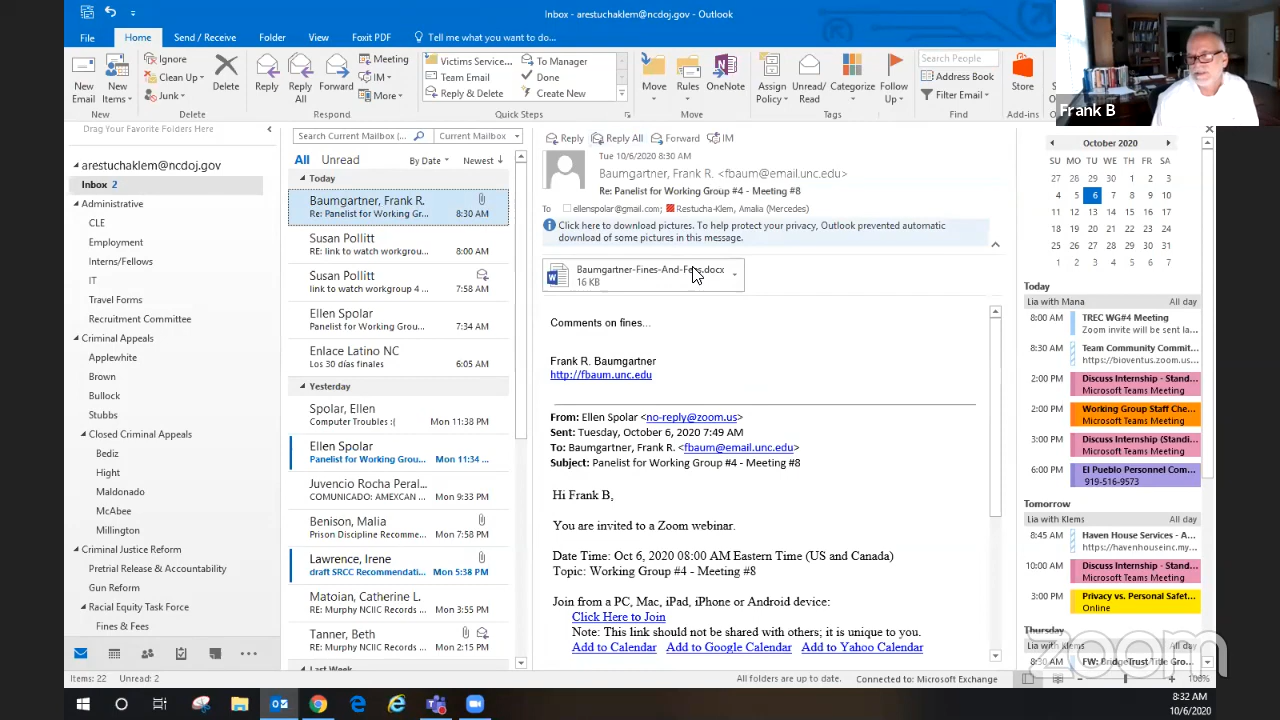 Inbox - arestuchaklem@ncdoj.gov - Outlook
File Home Send / Receive Folder View Foxit PDF Tell me what you want to do...
New Email
New Items
Ignore
Clean Up
Junk
Delete
Reply
Reply All
Forward
Meeting
IM
More
Victims Service...
Team Email
Reply & Delete
To Manager
Done
Create New
Move
Rules
OneNote
Assign Policy
Unread/ Read
Categorize
Follow Up
Search People
Address Book
Filter Email
Store
New Delete Respond Quick Steps Move Tags Find Add-ins
Frank B
Drag Your Favorite Folders Here
arestuchaklem@ncdoj.gov
Inbox 2
Administrative
CLE
Employment
Interns/Fellows
IT
Travel Forms
Recruitment Committee
Criminal Appeals
Applewhite
Brown
Bullock
Stubbs
Closed Criminal Appeals
Bediz
Hight
Maldonado
McAbee
Millington
Criminal Justice Reform
Pretrial Release & Accountability
Gun Reform
Racial Equity Task Force
Fines & Fees
Search Current Mailbox (... Current Mailbox
All Unread By Date Newest
Today
Baumgartner, Frank R.
Re: Panelist for Working Gr... 8:30 AM
Susan Pollitt
RE: link to watch workgrou... 8:00 AM
Susan Pollitt
link to watch workgroup 4 ... 7:58 AM
Ellen Spolar
Panelist for Working Group... 7:34 AM
Enlace Latino NC
Los 30 días finales 6:05 AM
Yesterday
Spolar, Ellen
Computer Troubles :( Mon 11:38 PM
Ellen Spolar
Panelist for Working Grou... Mon 11:34 ...
Juvencio Rocha Peral...
COMUNICADO: AMEXCAN ... Mon 9:33 PM
Benison, Malia
Criminal Justice Recomme... Mon 7:58 PM
Lawrence, Irene
draft SRCC Recommendati... Mon 5:38 PM
Matoian, Catherine L.
RE: Murphy NCIIC Records ... Mon 3:55 PM
Tanner, Beth
RE: Murphy NCIIC Records ... Mon 2:15 PM
Last Week
Reply Reply All Forward IM
Tue 10/6/2020 8:30 AM
Baumgartner, Frank R. <fbaum@email.unc.edu>
Re: Panelist for Working Group #4 - Meeting #8
To ellenspolar@gmail.com; Restucha-Klem, Amalia (Mercedes)
Click here to download pictures. To help protect your privacy, Outlook prevented automatic
download of some pictures in this message.
Baumgartner-Fines-And-Fees.docx
16 KB
Comments on fines...
Frank R. Baumgartner
http://fbaum.unc.edu
From: Ellen Spolar <no-reply@zoom.us>
Sent: Tuesday, October 6, 2020 7:49 AM
To: Baumgartner, Frank R. <fbaum@email.unc.edu>
Subject: Panelist for Working Group #4 - Meeting #8
Hi Frank B,
You are invited to a Zoom webinar.
Date Time: Oct 6, 2020 08:00 AM Eastern Time (US and Canada)
Topic: Working Group #4 - Meeting #8
Join from a PC, Mac, iPad, iPhone or Android device:
Click Here to Join
Note: This link should not be shared with others; it is unique to you.
Add to Calendar Add to Google Calendar Add to Yahoo Calendar
October 2020
SU MO TU WE TH FR SA
27 28 29 30 1 2 3
4 5 6 7 8 9 10
11 12 13 14 15 16 17
18 19 20 21 22 23 24
25 26 27 28 29 30 31
1 2 3 4 5 6 7
Today
Lia with Mana All day
8:00 AM TREC WG#4 Meeting
Zoom invite will be sent la...
8:30 AM Team Community Commit...
https://bioventus.zoom.us...
2:00 PM Discuss Internship - Stand...
Microsoft Teams Meeting
2:00 PM Working Group Staff Che...
Microsoft Teams Meeting
3:00 PM Discuss Internship (Standi...
Microsoft Teams Meeting
6:00 PM El Pueblo Personnel Com...
919-516-9573
Tomorrow
Lia with Klems All day
8:45 AM Haven House Services - A...
https://havenhouseinc.my...
10:00 AM Discuss Internship - Stand...
Microsoft Teams Meeting
3:00 PM Privacy vs. Personal Safet...
Online
Thursday
Lia w Klems All day
8:30 AM FW: BridgeTrust Title Gro...
zoom
Items: 22 Unread: 2 All folders are up to date. Connected to: Microsoft Exchange 100%
8:32 AM
10/6/2020